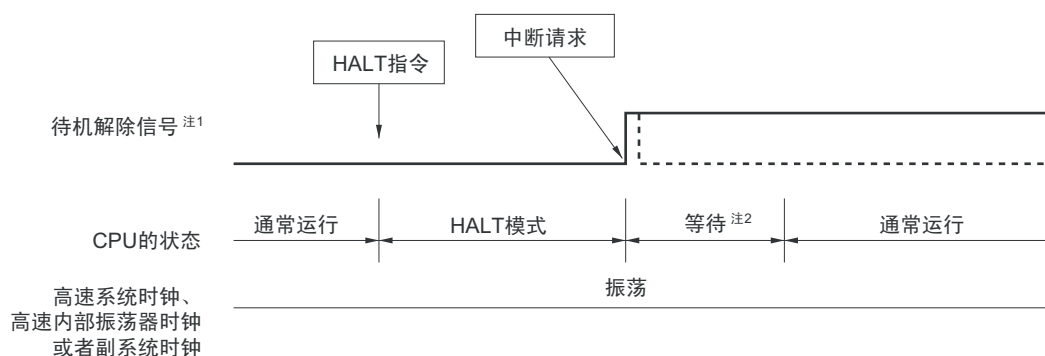 中断请求
HALT指令
待机解除信号 注1
通常运行
HALT模式
等待 注2
通常运行
CPU的状态
振荡
高速系统时钟、
高速内部振荡器时钟
或者副系统时钟